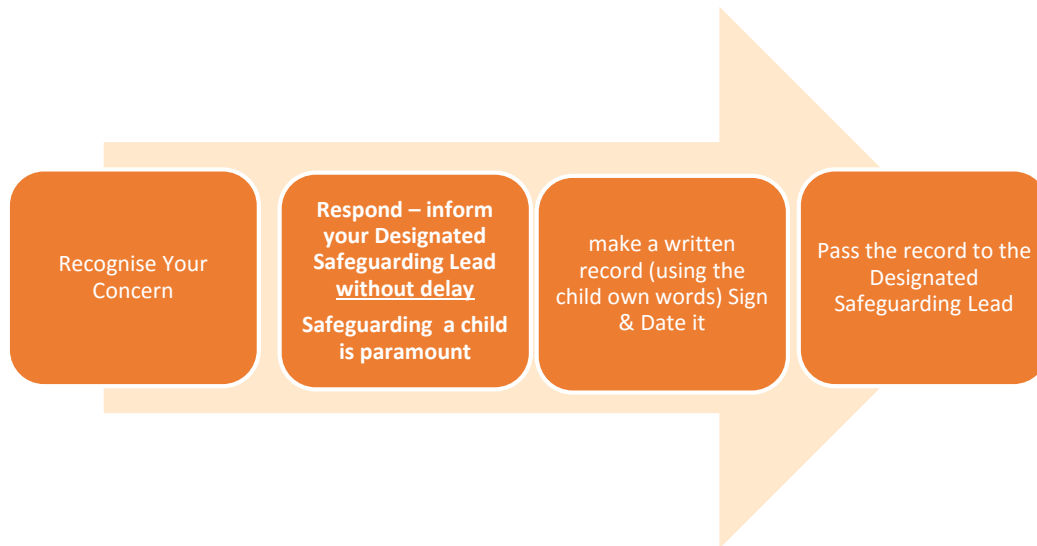 Recognise Your
Concern
Respond – inform
your Designated
Safeguarding Lead
without delay
Safeguarding a child
is paramount
make a written
record (using the
child own words) Sign
& Date it
Pass the record to the
Designated
Safeguarding Lead